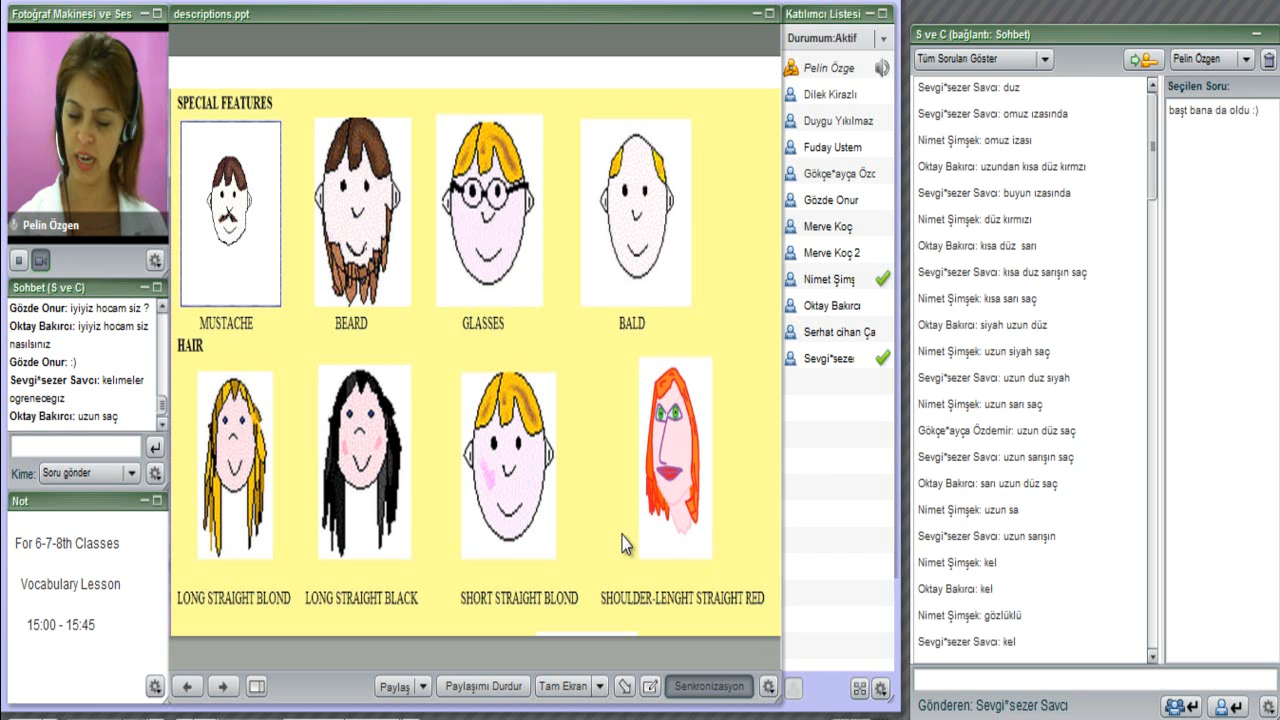 Fotoğraf Makinesi ve Ses
Pelin Özgen
Sohbet (S ve C)
Gözde Onur: iyiyiz hocam siz ?
Oktay Bakırcı: iyiyiz hocam siz
nasılsınız
Gözde Onur: :)
Sevgi*sezer Savcı: kelımeler
ogreneceğız
Oktay Bakırcı: uzun saç
Kime: Soru gönder
Not
For 6-7-8th Classes
Vocabulary Lesson
15:00 - 15:45
descriptions.ppt
SPECIAL FEATURES
MUSTACHE BEARD GLASSES BALD
HAIR
LONG STRAIGHT BLOND LONG STRAIGHT BLACK SHORT STRAIGHT BLOND SHOULDER-LENGHT STRAIGHT RED
Paylaş Paylaşımı Durdur Tam Ekran Senkronizasyon
Katılımcı Listesi
Durumum:Aktif
Pelin Özge
Dilek Kirazlı
Duygu Yıkılmaz
Fuday Ustem
Gökçe*ayça Özc
Gözde Onur
Merve Koç
Merve Koç 2
Nimet Şimş
Oktay Bakırcı
Serhat cihan Ça
Sevgi*sezer
S ve C (bağlantı: Sohbet)
Tüm Soruları Göster
Pelin Özgen
Sevgi*sezer Savcı: duz
Sevgi*sezer Savcı: omuz ızasında
Nimet Şimşek: omuz izası
Oktay Bakırcı: uzundan kısa düz kırmzı
Sevgi*sezer Savcı: buyun ızasında
Nimet Şimşek: düz kırmızı
Oktay Bakırcı: kısa düz sarı
Sevgi*sezer Savcı: kısa duz sarışın saç
Nimet Şimşek: kısa sarı saç
Oktay Bakırcı: siyah uzun düz
Nimet Şimşek: uzun siyah saç
Sevgi*sezer Savcı: uzun duz sıyah
Nimet Şimşek: uzun sarı saç
Gökçe*ayça Özdemir: uzun düz saç
Sevgi*sezer Savcı: uzun sarışın saç
Oktay Bakırcı: sarı uzun düz saç
Nimet Şimşek: uzun sa
Sevgi*sezer Savcı: uzun sarışın
Nimet Şimşek: kel
Oktay Bakırcı: kel
Nimet Şimşek: gözlüklü
Sevgi*sezer Savcı: kel
Seçilen Soru:
başt bana da oldu :)
Gönderen: Sevgi*sezer Savcı